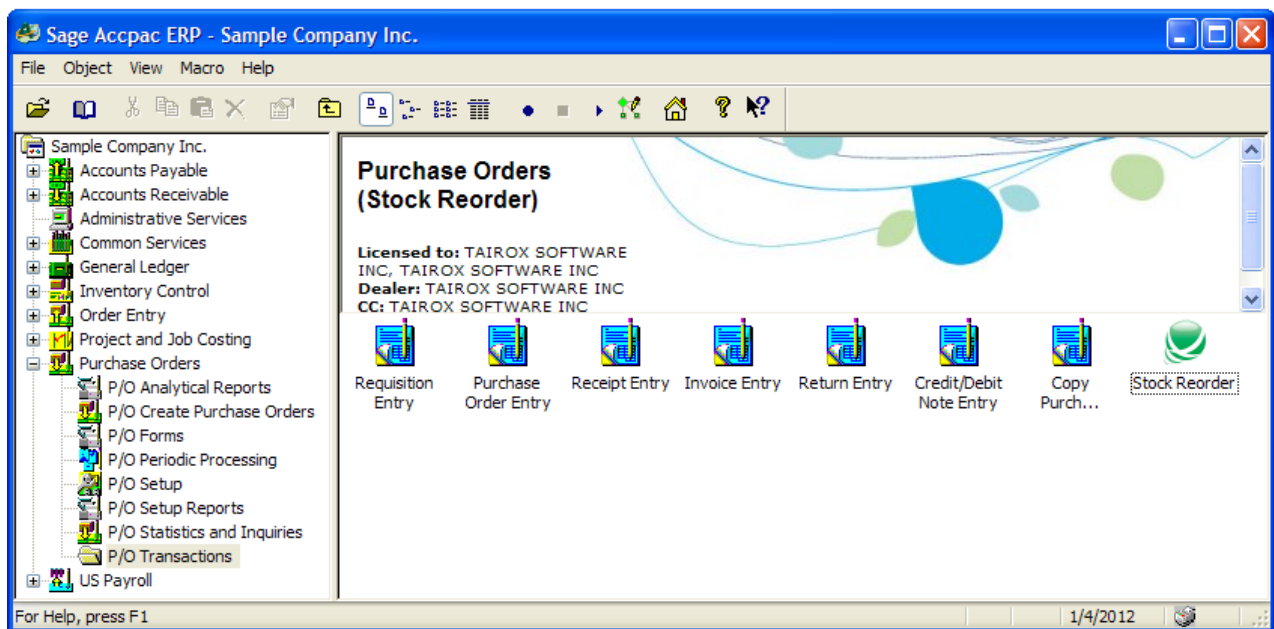 Sage Accpac ERP - Sample Company Inc.
File Object View Macro Help
Sample Company Inc.
Accounts Payable
Accounts Receivable
Administrative Services
Common Services
General Ledger
Inventory Control
Order Entry
Project and Job Costing
Purchase Orders
P/O Analytical Reports
P/O Create Purchase Orders
P/O Forms
P/O Periodic Processing
P/O Setup
P/O Setup Reports
P/O Statistics and Inquiries
P/O Transactions
US Payroll
Purchase Orders
(Stock Reorder)
Licensed to: TAIROX SOFTWARE
INC, TAIROX SOFTWARE INC
Dealer: TAIROX SOFTWARE INC
CC: TAIROX SOFTWARE INC
Requisition Purchase Receipt Entry Invoice Entry Return Entry Credit/Debit Copy Stock Reorder
Entry Order Entry Note Entry Purch...
For Help, press F1 1/4/2012